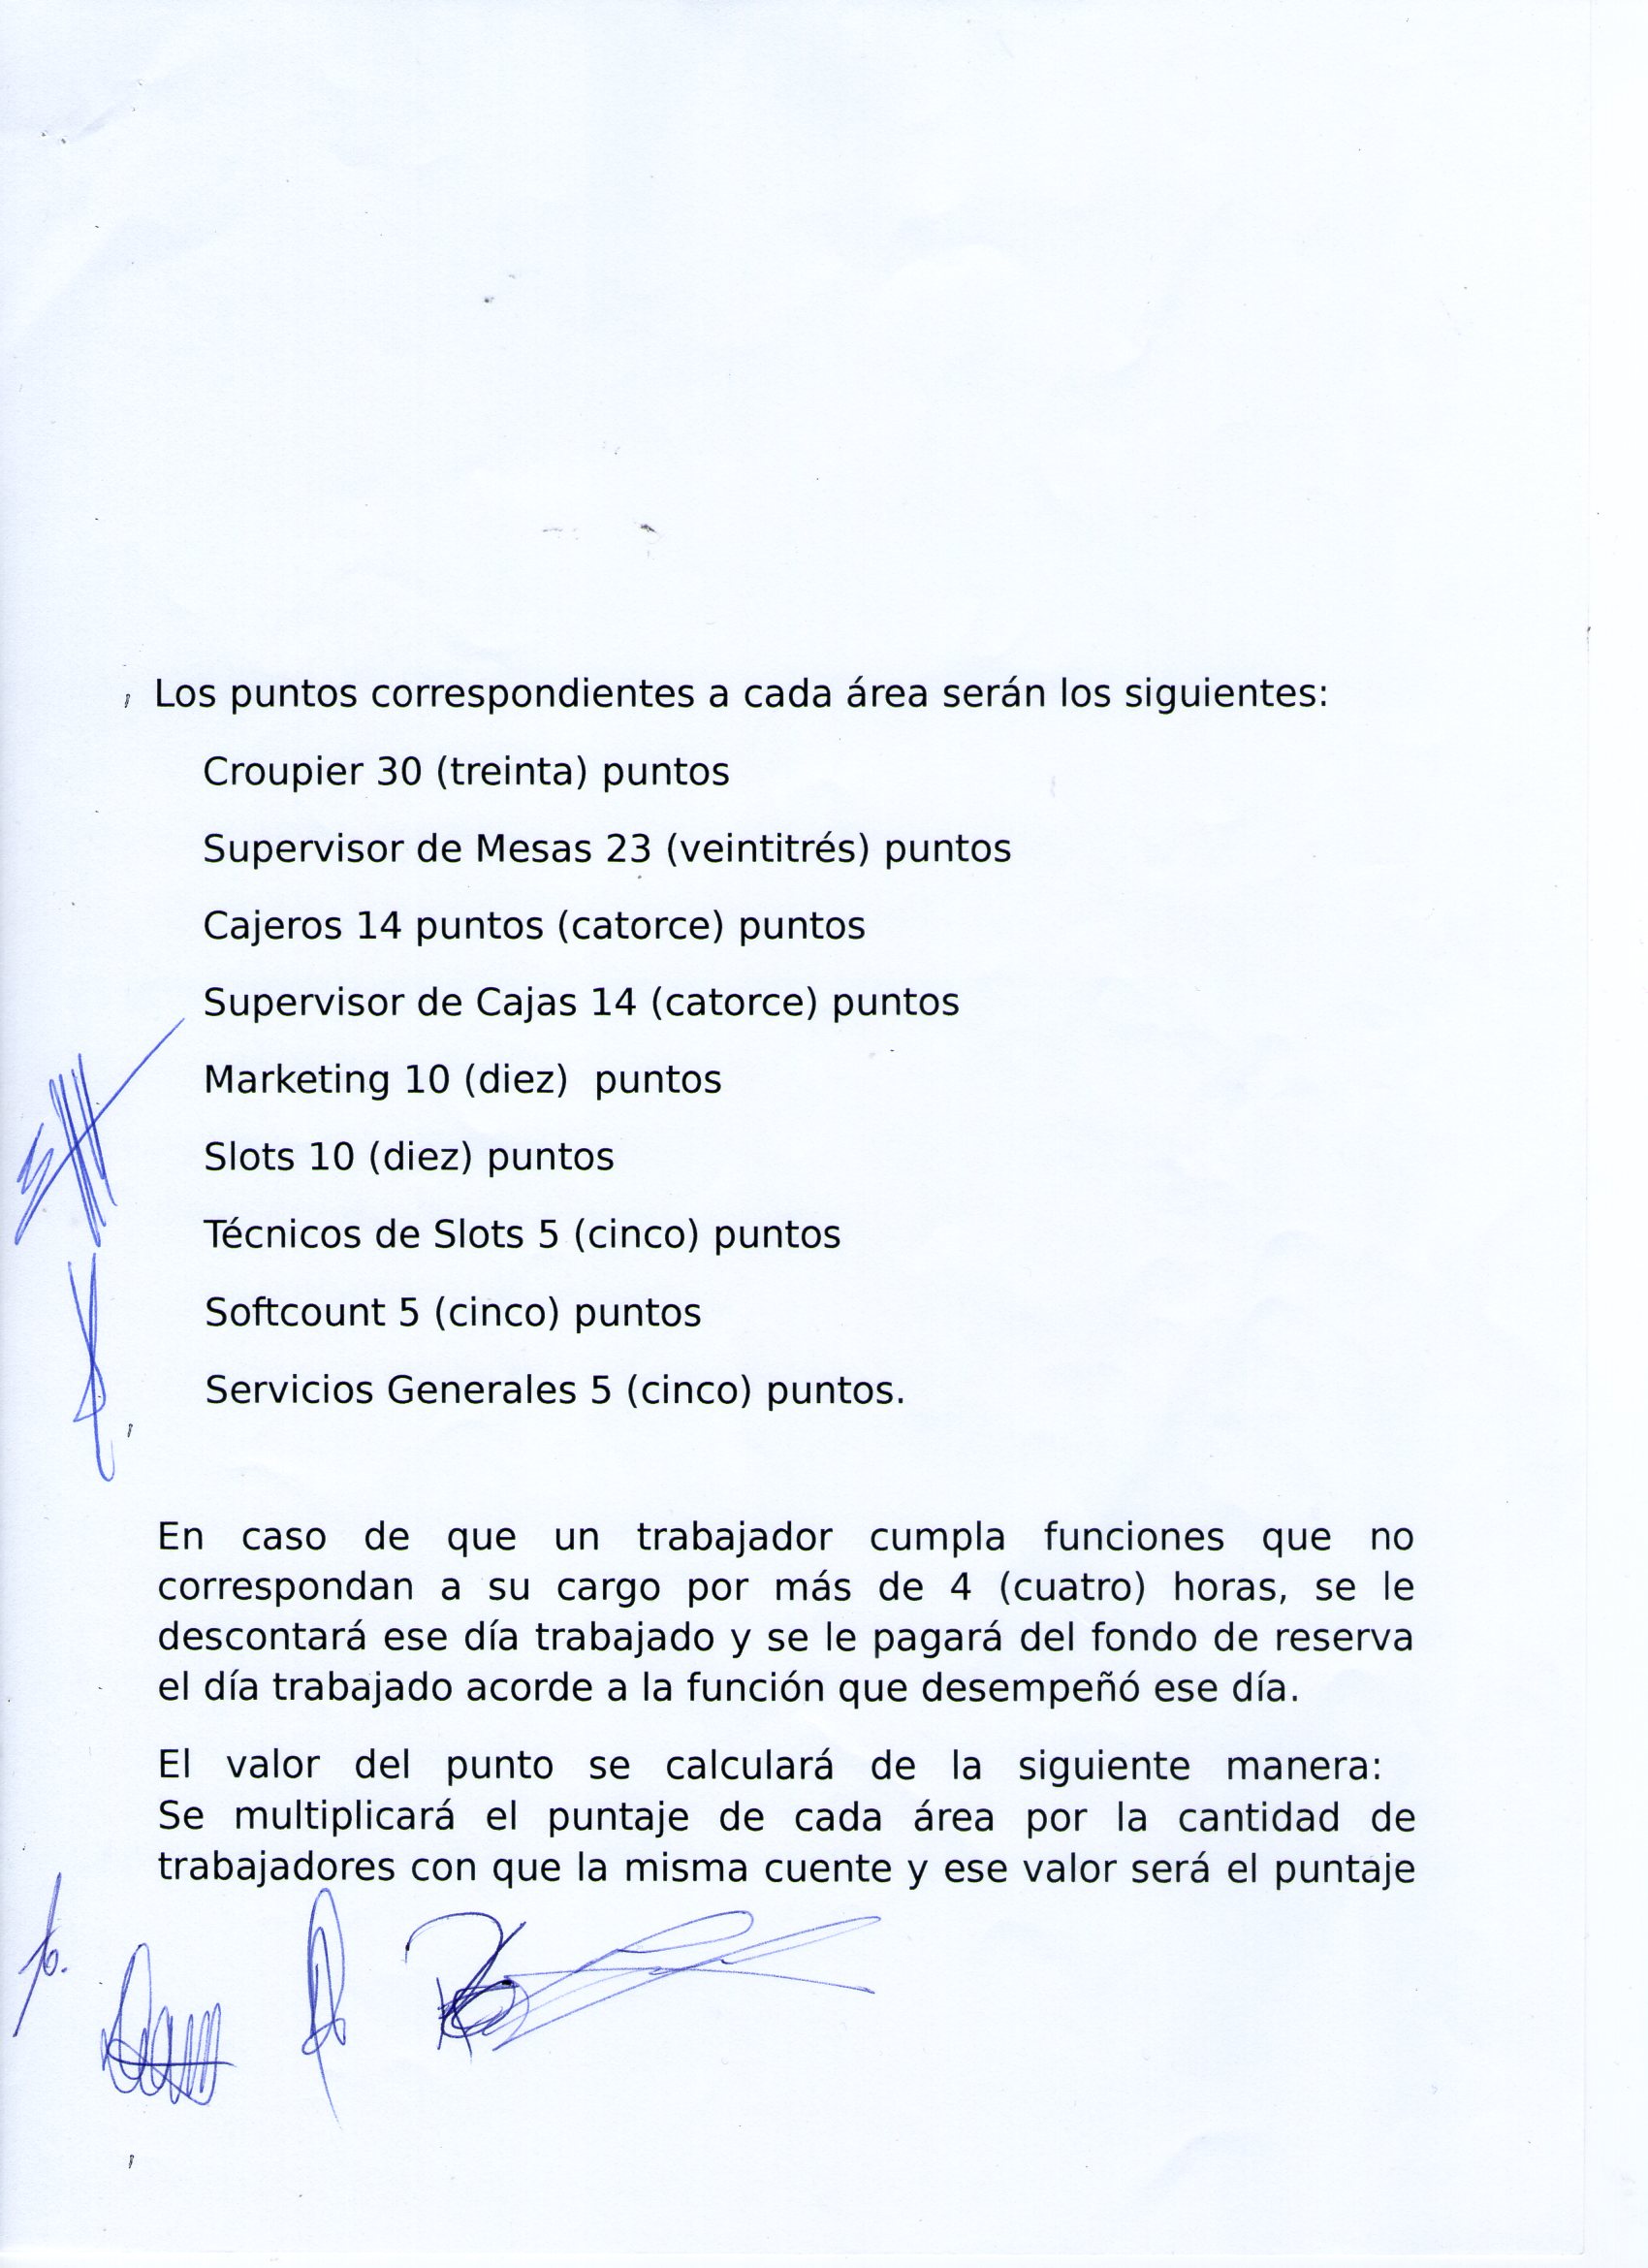 Los puntos correspondientes a cada área serán los siguientes:
Croupier 30 (treinta) puntos
Supervisor de Mesas 23 (veintitrés) puntos
Cajeros 14 puntos (catorce) puntos
Supervisor de Cajas 14 (catorce) puntos
Marketing 10 (diez)  puntos
Slots 10 (diez) puntos
Técnicos de Slots 5 (cinco) puntos
Softcount 5 (cinco) puntos
Servicios Generales 5 (cinco) puntos.
En caso de que un trabajador cumpla funciones que no
correspondan a su cargo por más de 4 (cuatro) horas, se le
descontará ese día trabajado y se le pagará del fondo de reserva
el día trabajado acorde a la función que desempeñó ese día.
El valor del punto se calculará de la siguiente manera:
Se multiplicará el puntaje de cada área por la cantidad de
trabajadores con que la misma cuente y ese valor será el puntaje